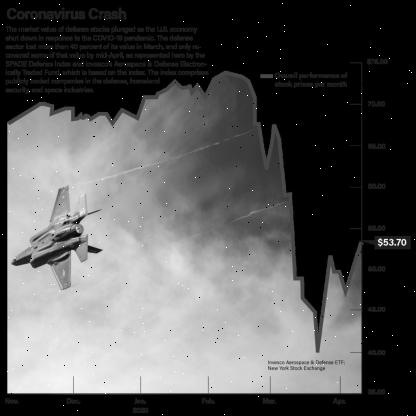 Coronavirus Crash
The market value of defense stocks plunged as the U.S. economy
shut down in response to the COVID-19 pandemic. The defense
sector lost more than 40 percent of its value in March, and only re-
covered some of that value by mid-April, as represented here by the
SPADE Defense Index and Invesco Aerospace & Defense Electron-
ically Traded Fund, which is based on the index. The index comprises
publicly traded companies in the defense, homeland
security, and space industries.
Overall performance of
stock prices per month
$75.00
70.00
65.00
60.00
55.00
$53.70
50.00
45.00
40.00
35.00
Invesco Aerospace & Defense ETF:
New York Stock Exchange
Nov. Dec. Jan. Feb. Mar. Apr.
2020